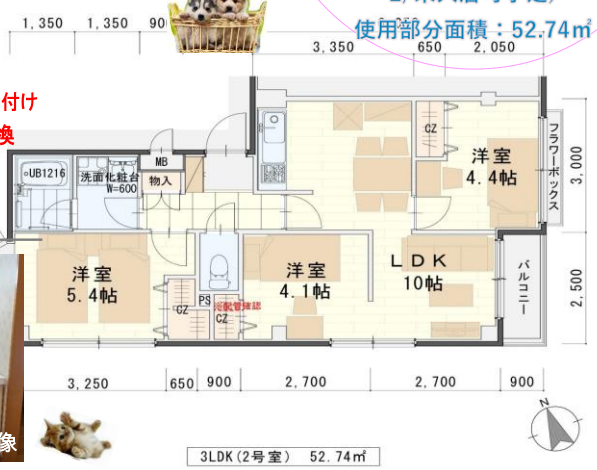 1,350
1,350
90
使用部分面積：52.74㎡
3,350
650
2,050
付け
換
MB
物入
UB1216
洗面化粧台
W=600
CZ
洋室
4.4帖
フラワーボックス
3,000
洋室
5.4帖
CZ
PS
CZ
洋室
4.1帖
LDK
10帖
バルコニー
2,500
3,250
650
900
2,700
2,700
900
N
像
3LDK(2号室) 52.74㎡